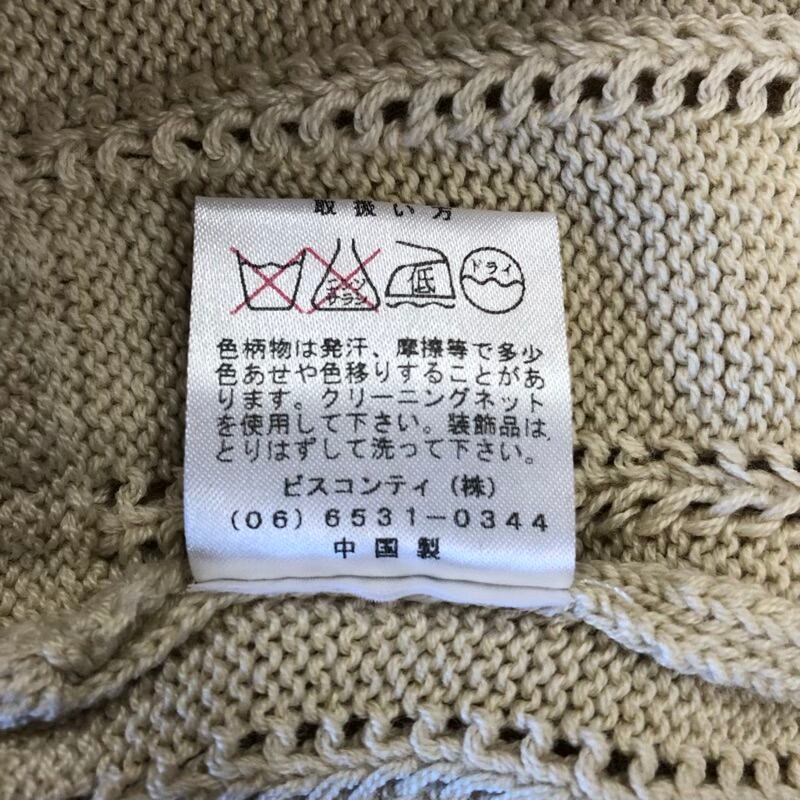 取扱い方
エンソ
サラシ
低
ドライ
色柄物は発汗、摩擦等で多少
色あせや色移りすることがあ
ります。クリーニングネット
を使用して下さい。装飾品は、
とりはずして洗って下さい。
ビスコンティ(株)
(06)6531-0344
中国製